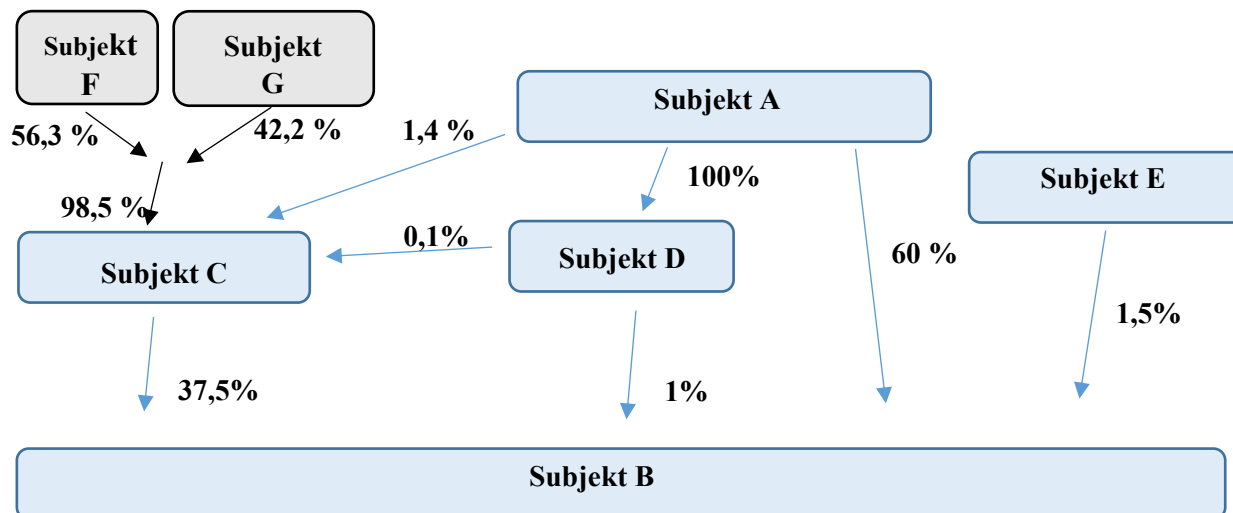 Subjekt
F
Subjekt
G
Subjekt A
56,3 %
42,2 %
1,4 %
100%
Subjekt E
98,5 %
0,1%
Subjekt C
Subjekt D
60 %
1,5%
37,5%
1%
Subjekt B